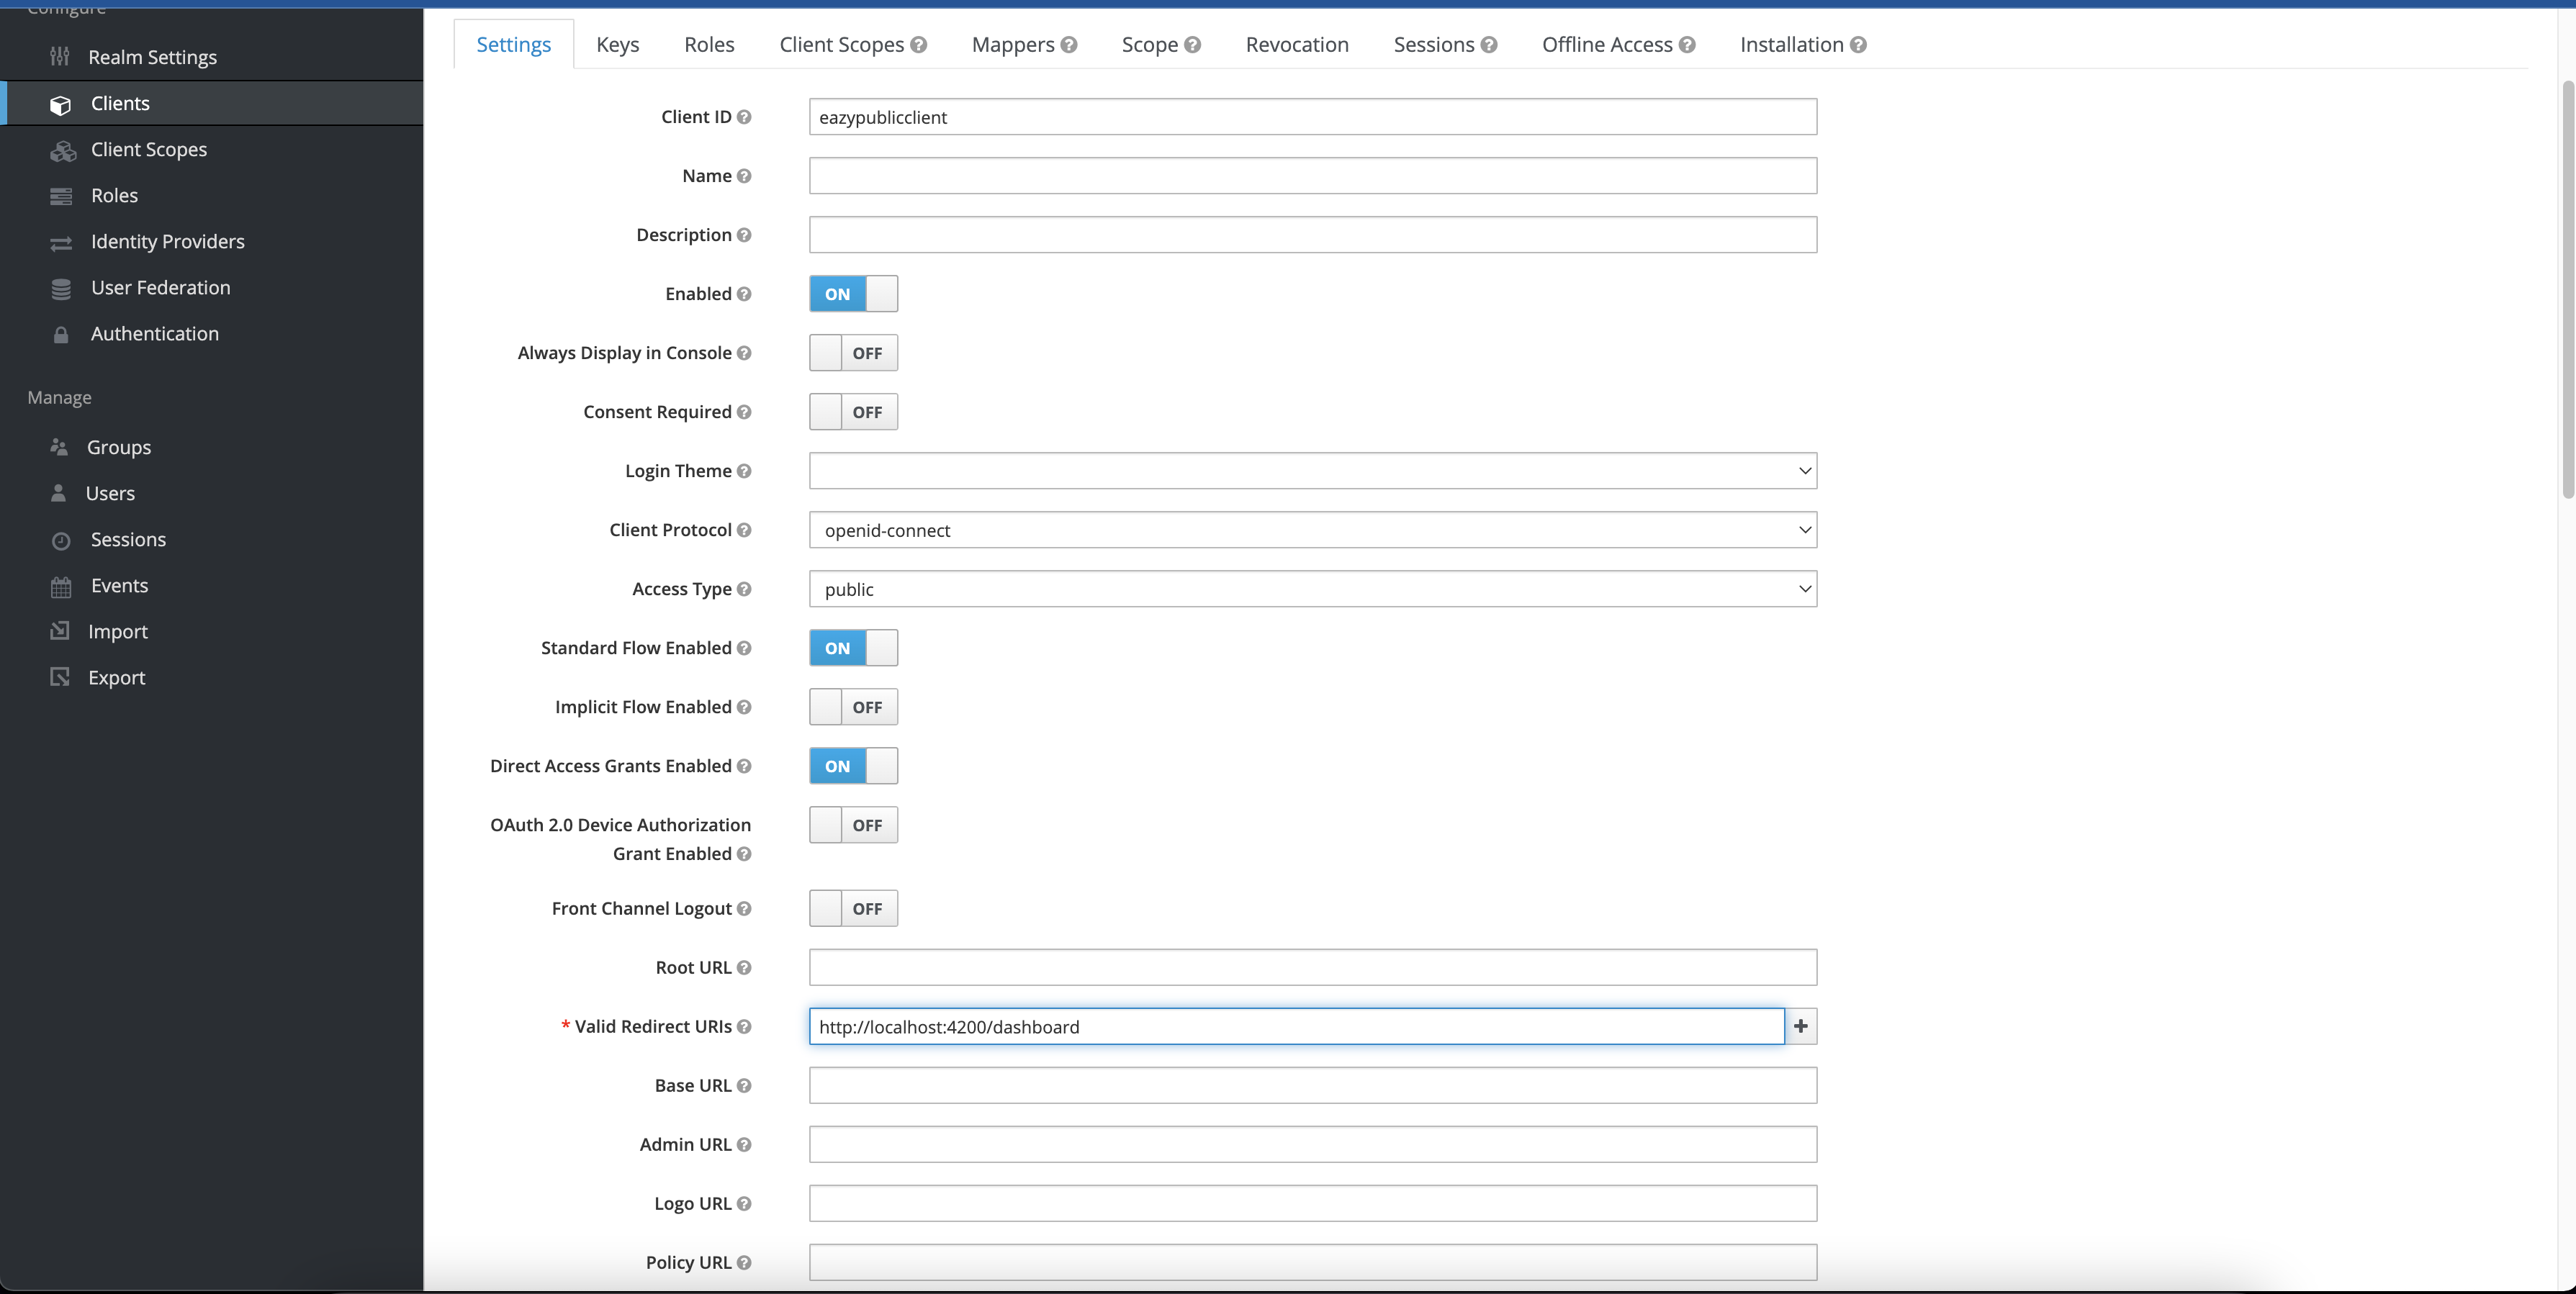 Configure
Realm Settings
Clients
Client Scopes
Roles
Identity Providers
User Federation
Authentication
Manage
Groups
Users
Sessions
Events
Import
Export
Settings Keys Roles Client Scopes Mappers Scope Revocation Sessions Offline Access Installation
Client ID eazypublicclient
Name
Description
Enabled ON
Always Display in Console OFF
Consent Required OFF
Login Theme
Client Protocol openid-connect
Access Type public
Standard Flow Enabled ON
Implicit Flow Enabled OFF
Direct Access Grants Enabled ON
OAuth 2.0 Device Authorization OFF
Grant Enabled
Front Channel Logout OFF
Root URL
* Valid Redirect URIs http://localhost:4200/dashboard +
Base URL
Admin URL
Logo URL
Policy URL